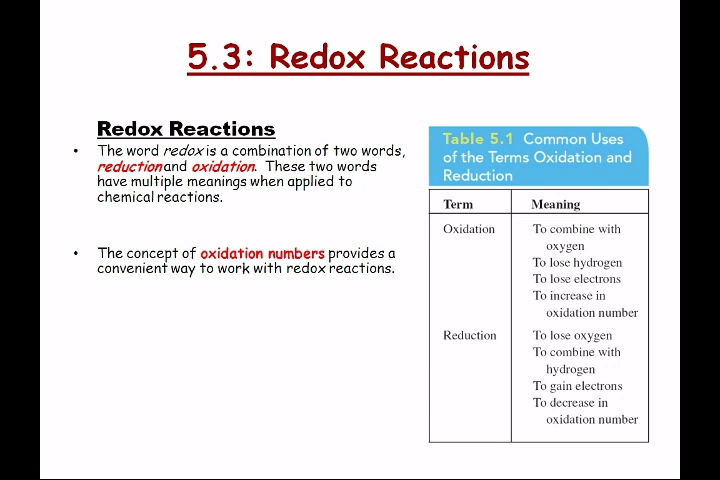 5.3: Redox Reactions
Redox Reactions
• The word redox is a combination of two words,
reduction and oxidation. These two words
have multiple meanings when applied to
chemical reactions.
• The concept of oxidation numbers provides a
convenient way to work with redox reactions.
Table 5.1 Common Uses
of the Terms Oxidation and
Reduction
Term Meaning
Oxidation To combine with
oxygen
To lose hydrogen
To lose electrons
To increase in
oxidation number
Reduction To lose oxygen
To combine with
hydrogen
To gain electrons
To decrease in
oxidation number